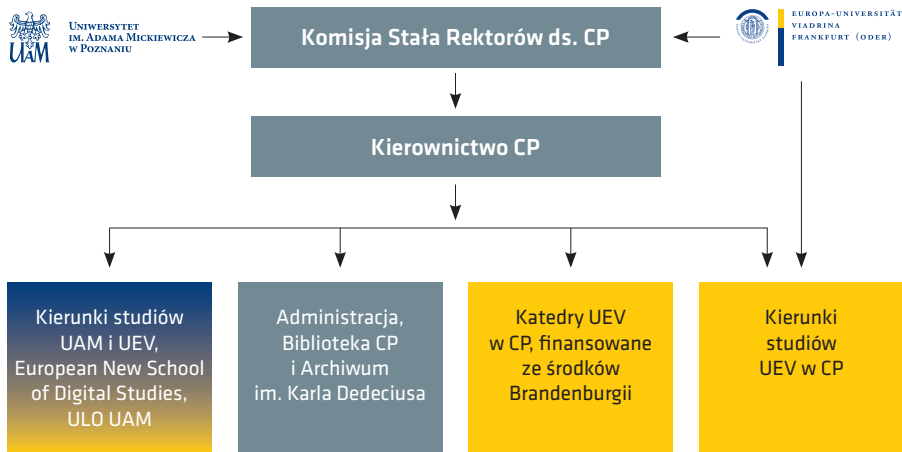 UAM
UNIWERSYTET
IM. ADAMA MICKIEWICZA
W POZNANIU
Komisja Stała Rektorów ds. CP
EUROPA-UNIVERSITÄT
VIADRINA
FRANKFURT (ODER)
Kierownictwo CP
Kierunki studiów
UAM i UEV,
European New School
of Digital Studies,
ULO UAM
Administracja,
Biblioteka CP
i Archiwum
im. Karla Dedeciusa
Katedry UEV
w CP, finansowane
ze środków
Brandenburgii
Kierunki
studiów
UEV w CP